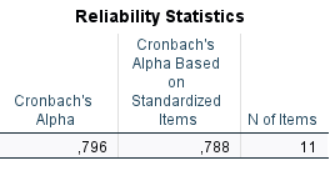 Reliability Statistics
Cronbach's
Alpha Based
on
Cronbach's Standardized
Alpha Items N of Items
,796 ,788 11